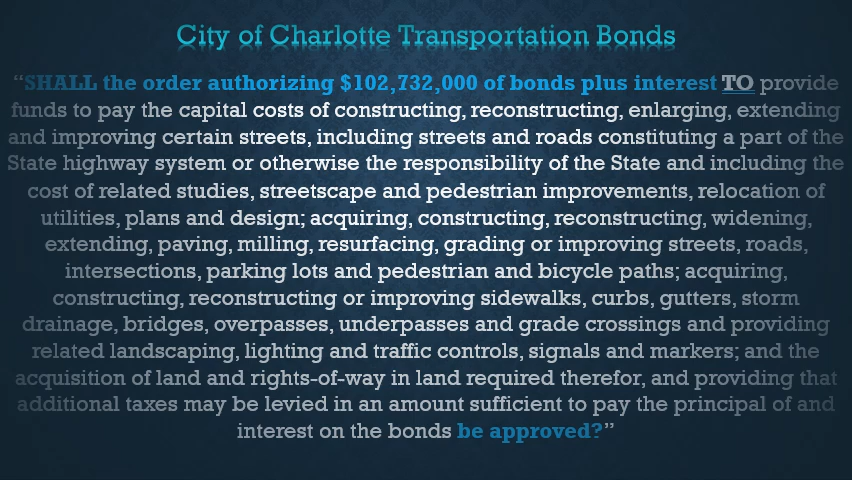 City of Charlotte Transportation Bonds
“SHALL the order authorizing $102,732,000 of bonds plus interest TO provide
funds to pay the capital costs of constructing, reconstructing, enlarging, extending
and improving certain streets, including streets and roads constituting a part of the
State highway system or otherwise the responsibility of the State and including the
cost of related studies, streetscape and pedestrian improvements, relocation of
utilities, plans and design; acquiring, constructing, reconstructing, widening,
extending, paving, milling, resurfacing, grading or improving streets, roads,
intersections, parking lots and pedestrian and bicycle paths; acquiring,
constructing, reconstructing or improving sidewalks, curbs, gutters, storm
drainage, bridges, overpasses, underpasses and grade crossings and providing
related landscaping, lighting and traffic controls, signals and markers; and the
acquisition of land and rights-of-way in land required therefor, and providing that
additional taxes may be levied in an amount sufficient to pay the principal of and
interest on the bonds be approved?”